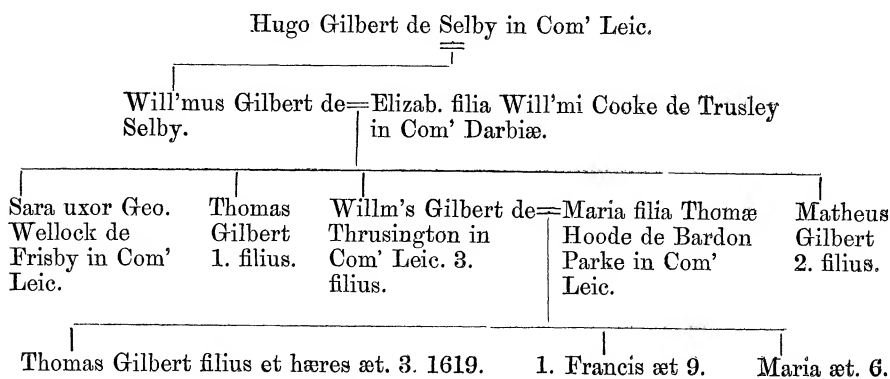 Hugo Gilbert de Selby in Com' Leic.
Will'mus Gilbert de=Elizab. filia Will'mi Cooke de Trusley
Selby. in Com' Darbiæ.
Sara uxor Geo. Thomas Willm's Gilbert de=Maria filia Thomæ Matheus
Wellock de Gilbert Thrusington in Hoode de Bardon Gilbert
Frisby in Com' 1. filius. Com' Leic. 3. Parke in Com' 2. filius.
Leic. filius. Leic.
Thomas Gilbert filius et hæres æt. 3. 1619. 1. Francis æt 9. Maria æt. 6.